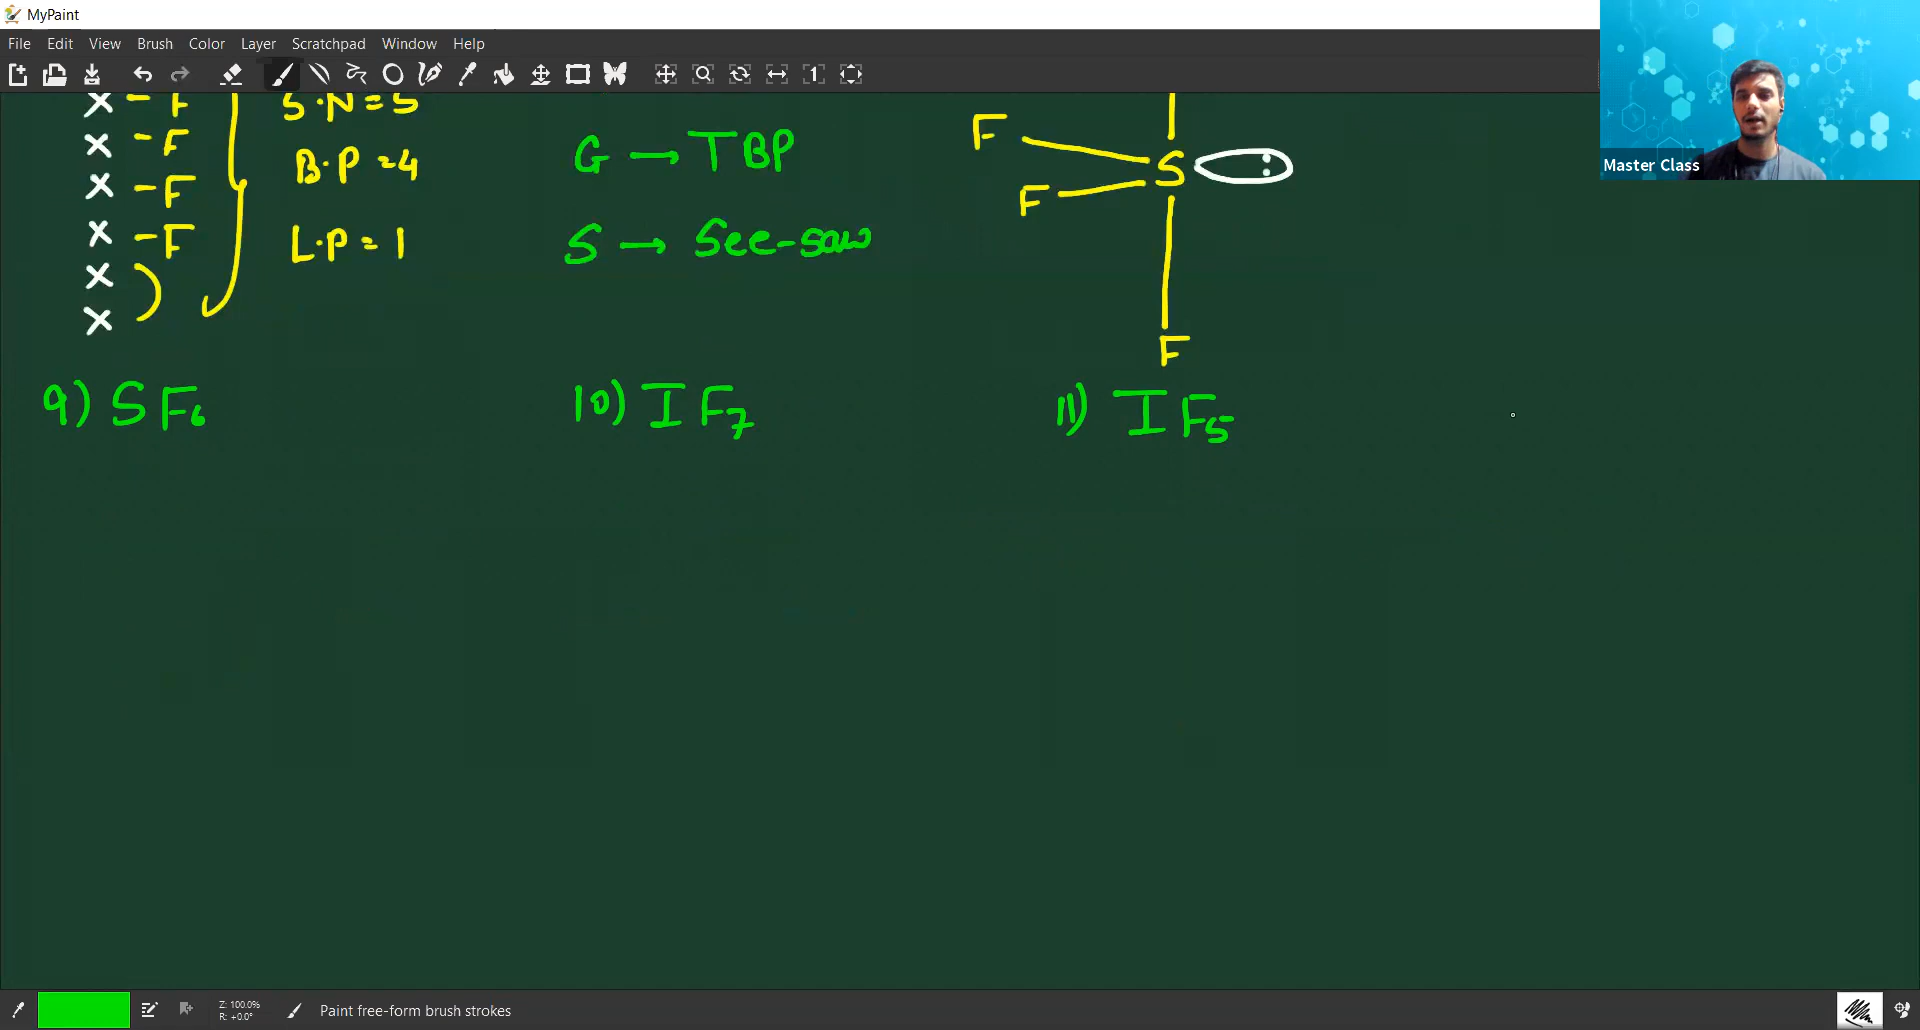 MyPaint
File Edit View Brush Color Layer Scratchpad Window Help
Master Class
x - F
x - F
x - F
x - F
x
x
S.N = 5
B.P = 4
L.P = 1
G → TBP
S → See-saw
F
F
S
F
9) SF₆
10) IF₇
11) IF₅
Z: 100.0%
R: +0.0°
Paint free-form brush strokes